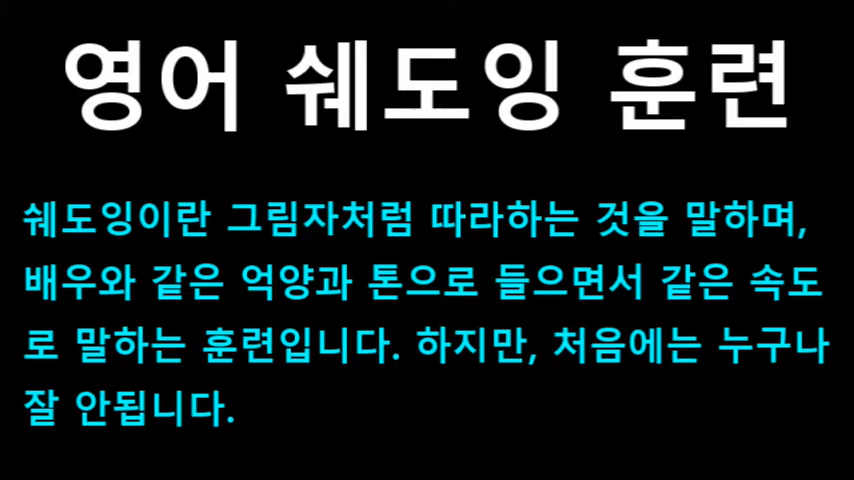 영어 쉐도잉 훈련
쉐도잉이란 그림자처럼 따라하는 것을 말하며,
배우와 같은 억양과 톤으로 들으면서 같은 속도
로 말하는 훈련입니다. 하지만, 처음에는 누구나
잘 안됩니다.